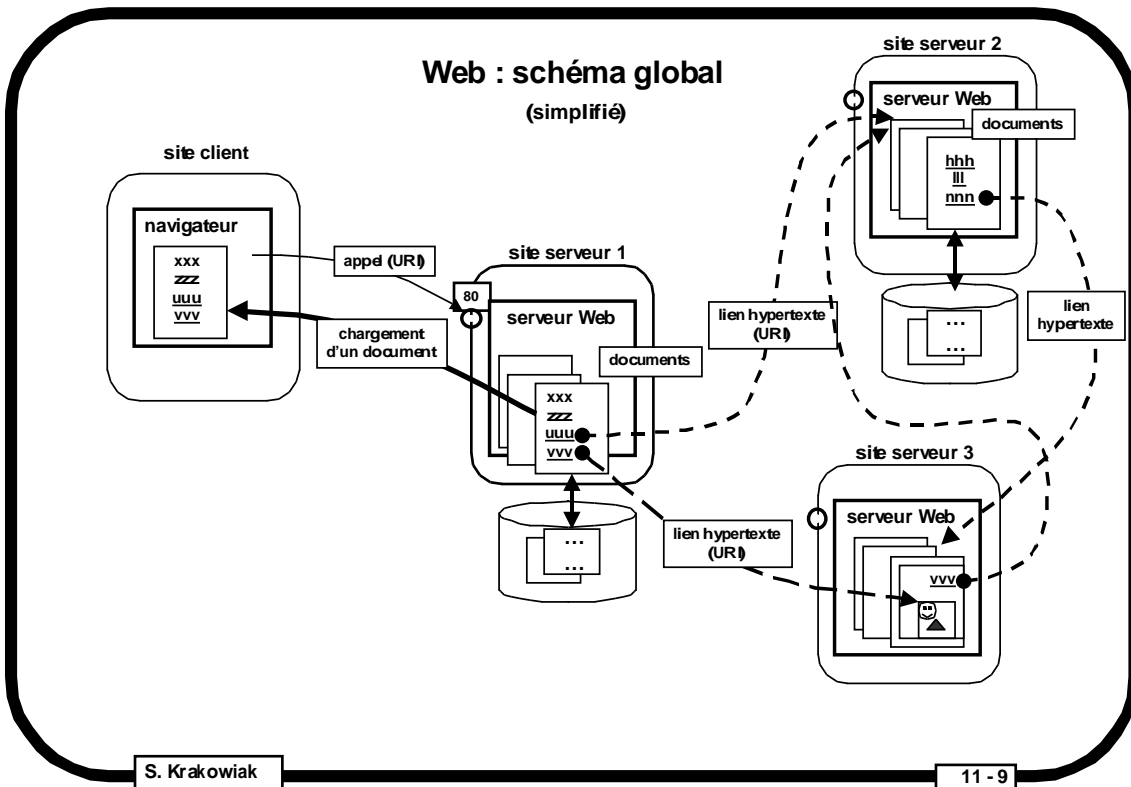 Web : schéma global
(simplifié)
site client
navigateur
xxx
zzz
uuu
vvv
appel (URI)
chargement
d'un document
site serveur 1
80
serveur Web
documents
xxx
zzz
uuu
vvv
...
...
lien hypertexte
(URI)
lien hypertexte
(URI)
site serveur 2
serveur Web
documents
hhh
lll
nnn
...
...
lien
hypertexte
site serveur 3
serveur Web
vvv
S. Krakowiak
11 - 9